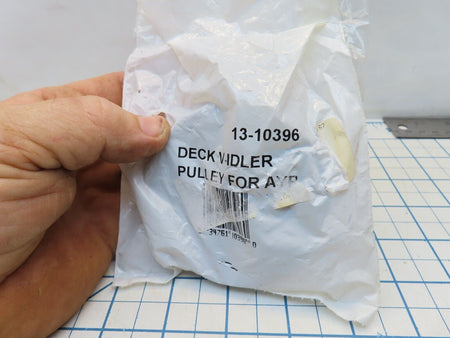 13-10396
DECK V-IDLER
PULLEY FOR AYP